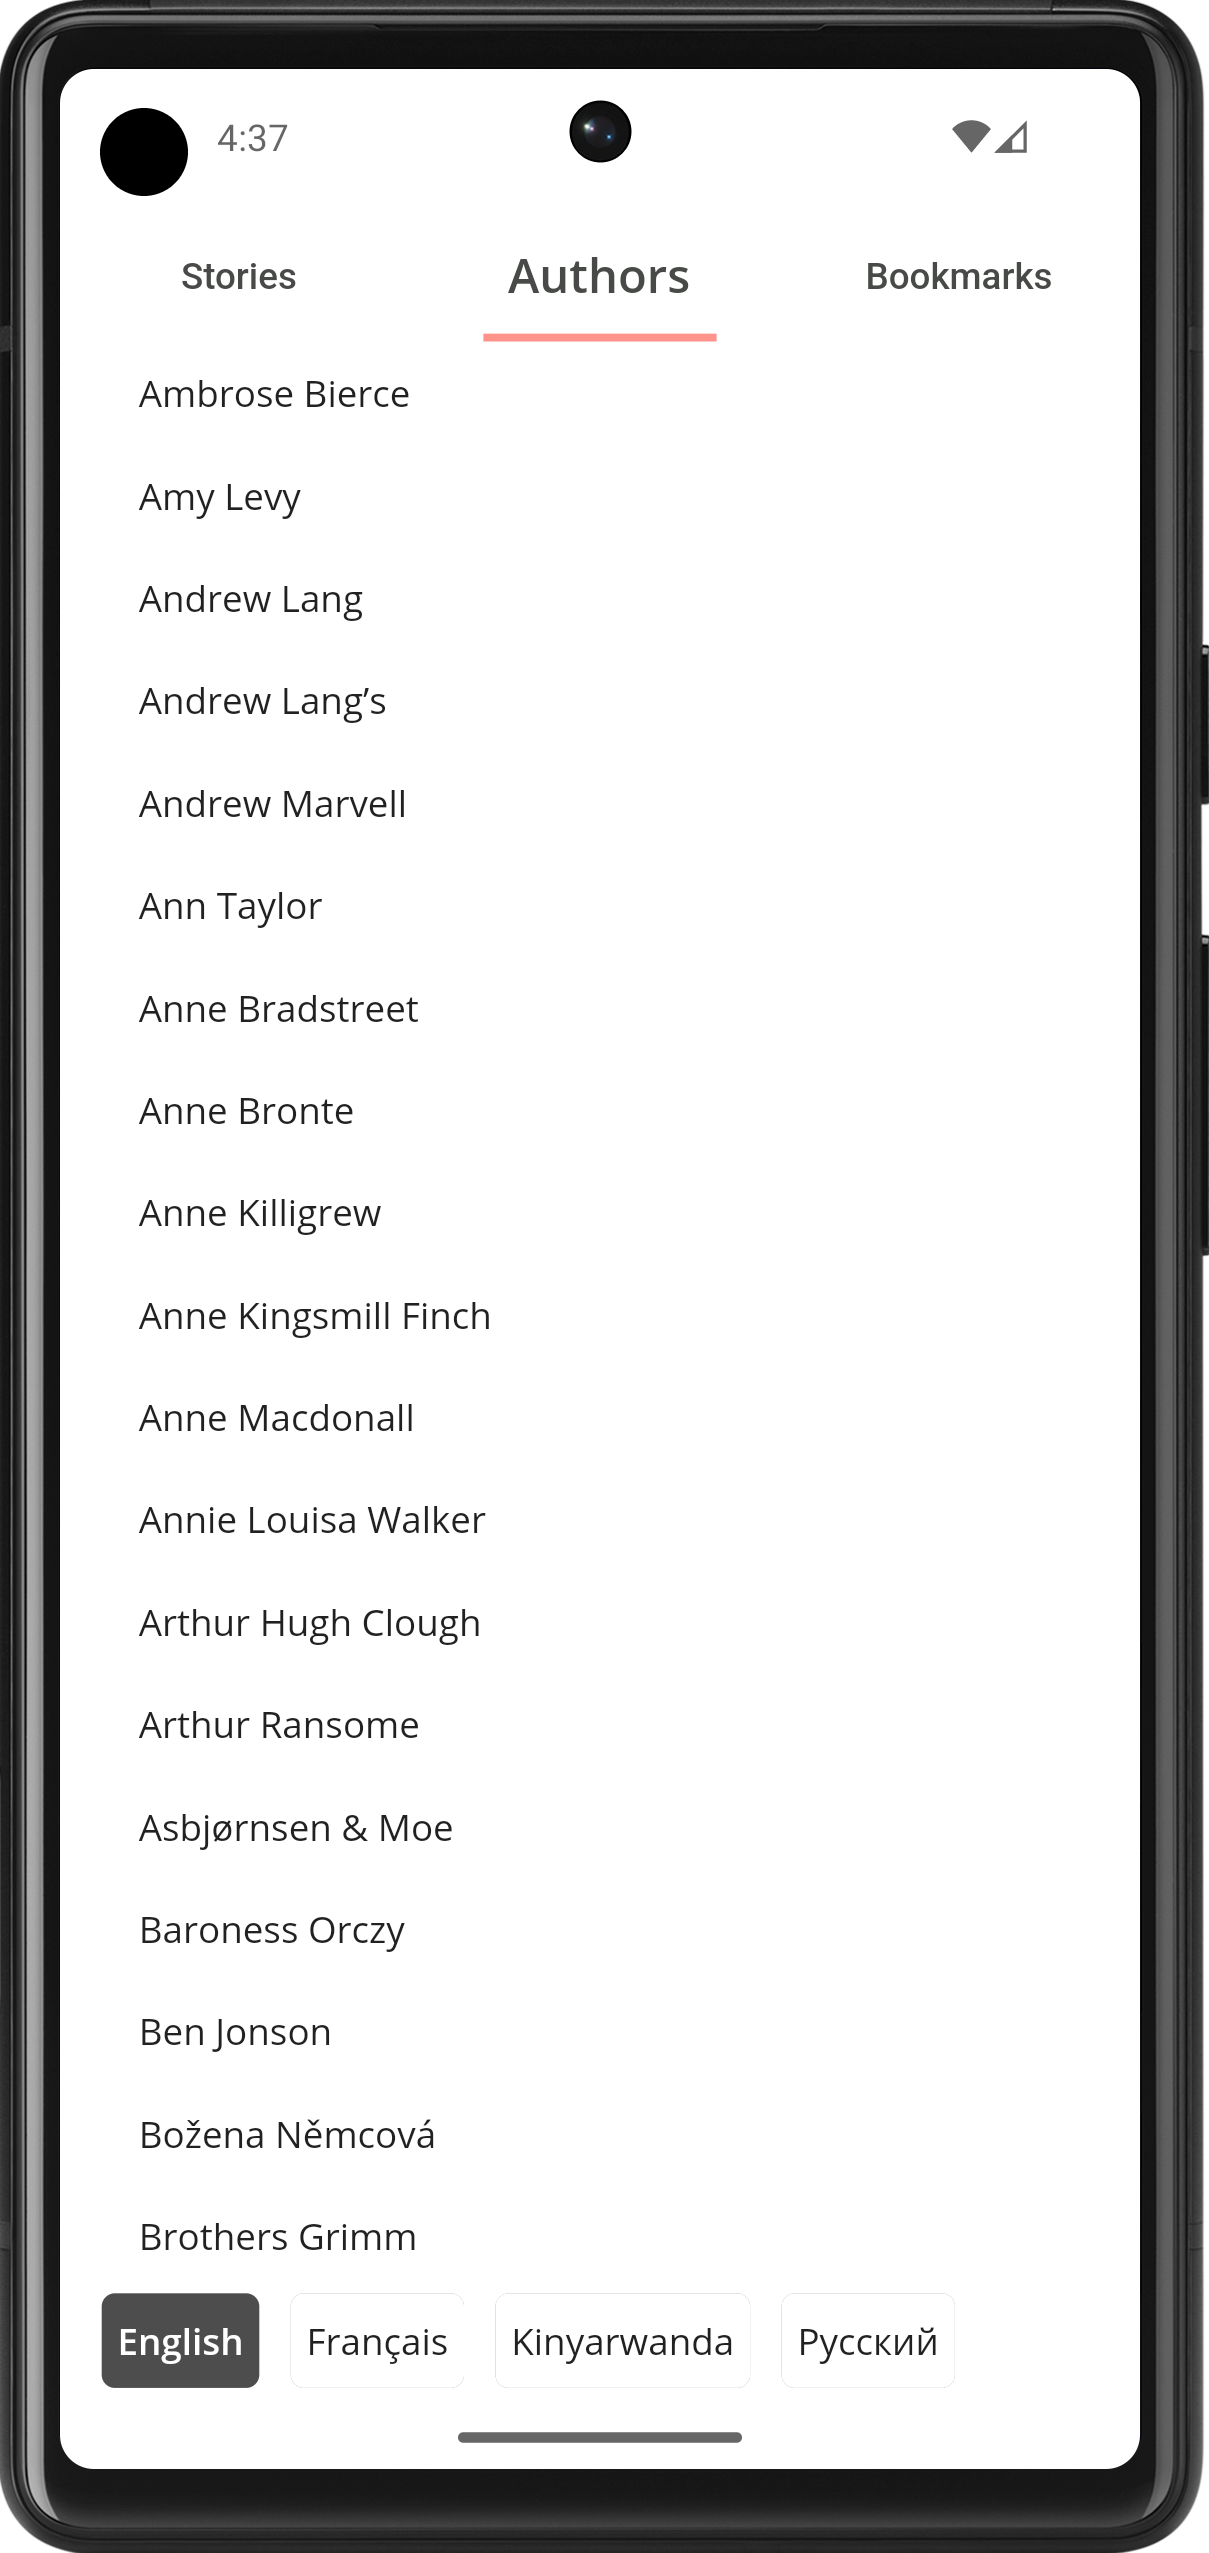 4:37
Stories Authors Bookmarks
Ambrose Bierce
Amy Levy
Andrew Lang
Andrew Lang’s
Andrew Marvell
Ann Taylor
Anne Bradstreet
Anne Bronte
Anne Killigrew
Anne Kingsmill Finch
Anne Macdonall
Annie Louisa Walker
Arthur Hugh Clough
Arthur Ransome
Asbjørnsen & Moe
Baroness Orczy
Ben Jonson
Božena Němcová
Brothers Grimm
English Français Kinyarwanda Русский